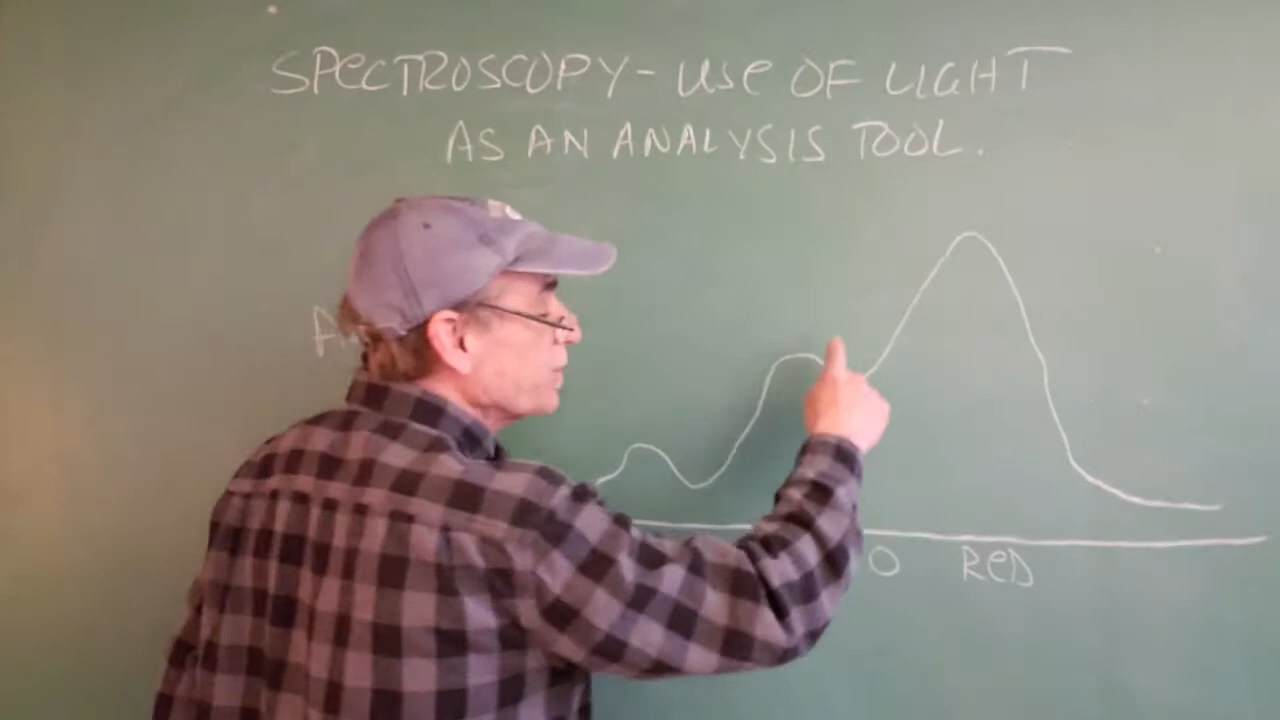 SPECTROSCOPY - USE OF LIGHT
AS AN ANALYSIS TOOL.
A
O RED